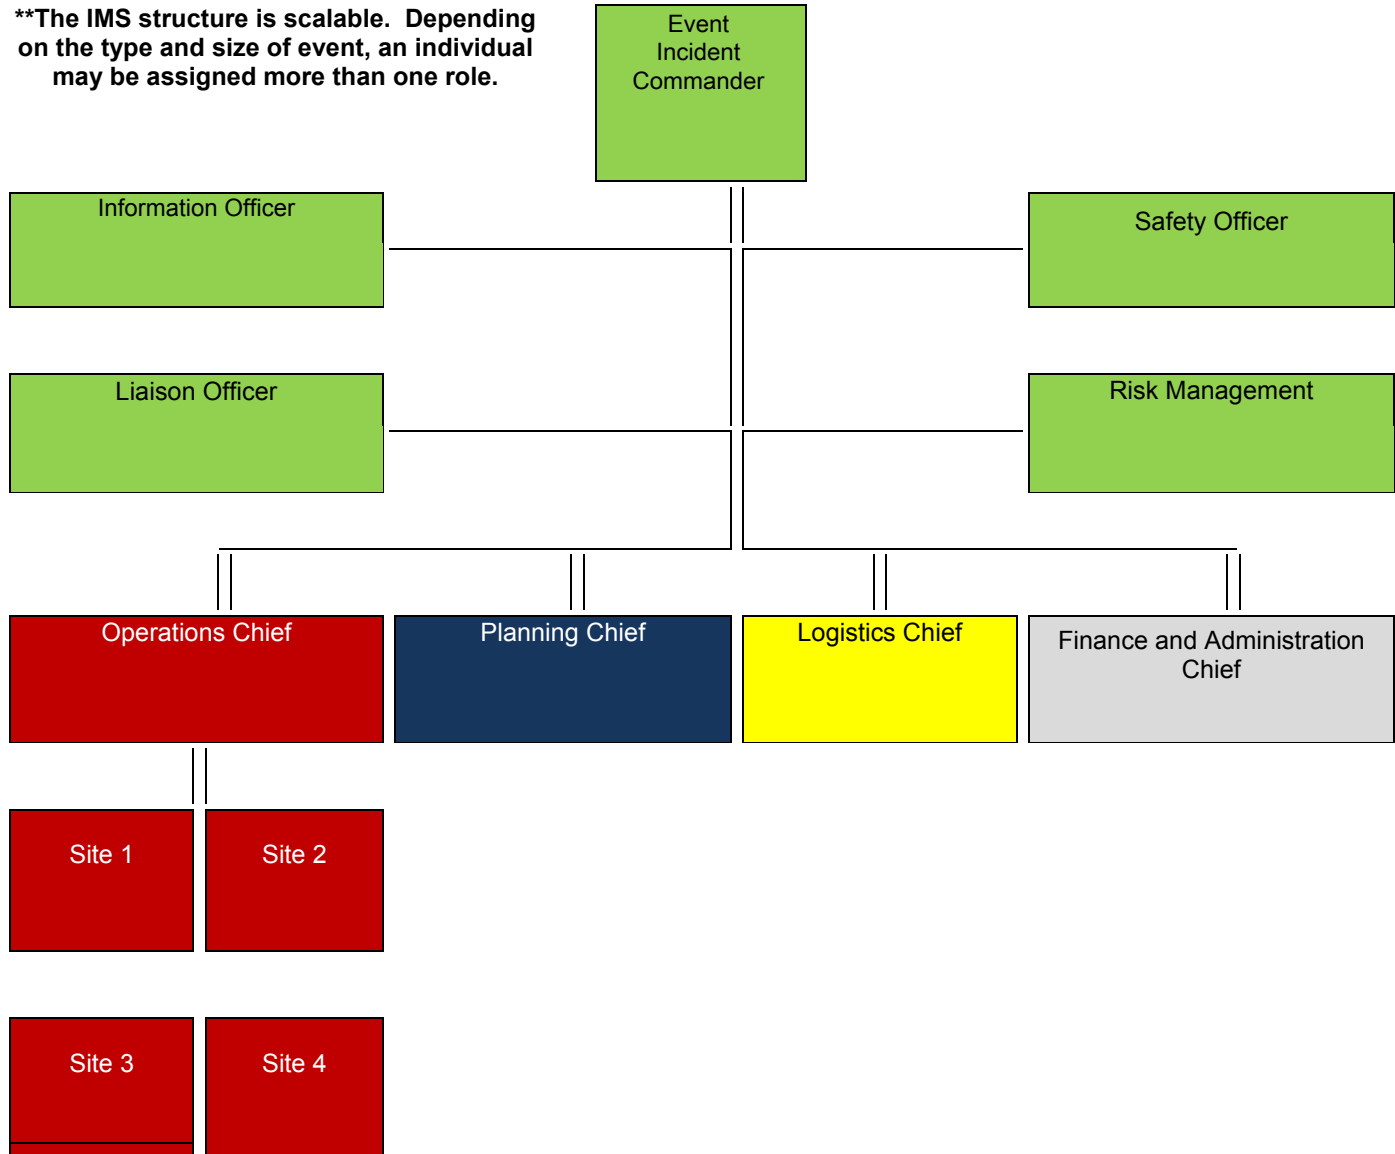 **The IMS structure is scalable.  Depending
on the type and size of event, an individual
may be assigned more than one role.
Event
Incident
Commander
Information Officer
Safety Officer
Liaison Officer
Risk Management
Operations Chief
Planning Chief
Logistics Chief
Finance and Administration
Chief
Site 1
Site 2
Site 3
Site 4